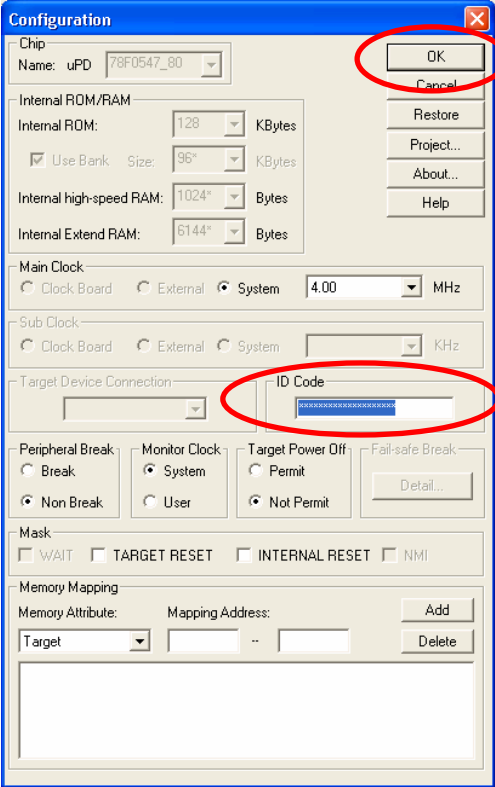 Configuration
Chip
Name: uPD 78F0547_80
OK
Cancel
Internal ROM/RAM
Restore
Internal ROM: 128 KBytes
Project...
Use Bank Size: 96* KBytes
About...
Internal high-speed RAM: 1024* Bytes
Help
Internal Extend RAM: 6144* Bytes
Main Clock
Clock Board External System 4.00 MHz
Sub Clock
Clock Board External System KHz
Target Device Connection
ID Code
********************
Peripheral Break Monitor Clock Target Power Off Fail-safe Break
Break System Permit
Detail...
Non Break User Not Permit
Mask
WAIT TARGET RESET INTERNAL RESET NMI
Memory Mapping
Memory Attribute: Mapping Address: Add
Target -- Delete